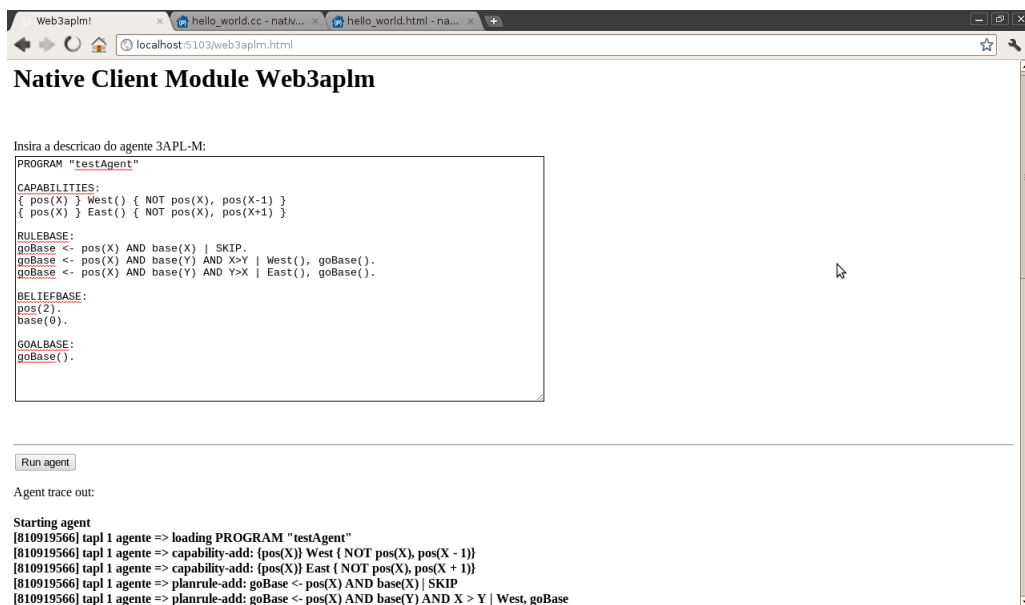 Web3aplm!
hello_world.cc - nativ...
hello_world.html - na...
localhost:5103/web3aplm.html
Native Client Module Web3aplm
Insira a descricao do agente 3APL-M:
PROGRAM "testAgent"
CAPABILITIES:
{ pos(X) } West() { NOT pos(X), pos(X-1) }
{ pos(X) } East() { NOT pos(X), pos(X+1) }
RULEBASE:
goBase <- pos(X) AND base(X) | SKIP.
goBase <- pos(X) AND base(Y) AND X>Y | West(), goBase().
goBase <- pos(X) AND base(Y) AND Y>X | East(), goBase().
BELIEFBASE:
pos(2).
base(0).
GOALBASE:
goBase().
Run agent
Agent trace out:
Starting agent
[810919566] tapl 1 agente => loading PROGRAM "testAgent"
[810919566] tapl 1 agente => capability-add: {pos(X)} West { NOT pos(X), pos(X - 1)}
[810919566] tapl 1 agente => capability-add: {pos(X)} East { NOT pos(X), pos(X + 1)}
[810919566] tapl 1 agente => planrule-add: goBase <- pos(X) AND base(X) | SKIP
[810919566] tapl 1 agente => planrule-add: goBase <- pos(X) AND base(Y) AND X > Y | West, goBase